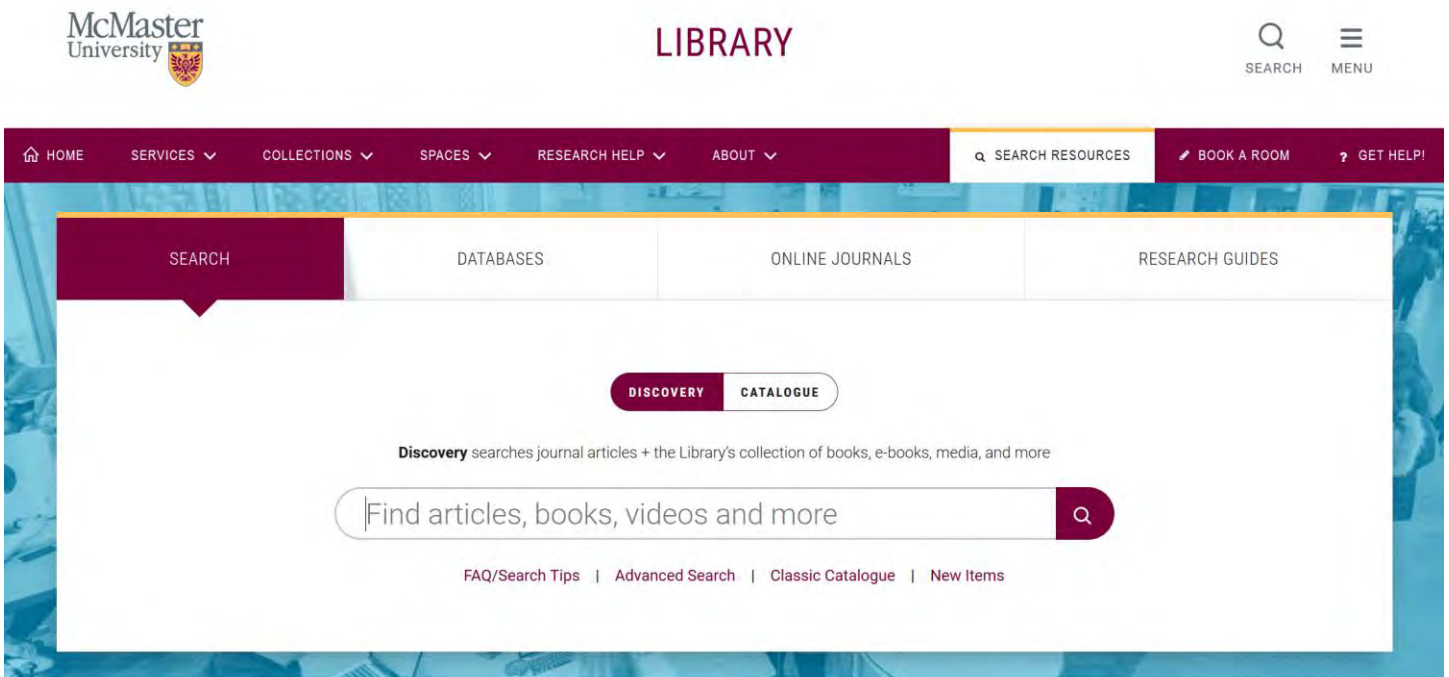 McMaster
University
LIBRARY
SEARCH MENU
HOME SERVICES COLLECTIONS SPACES RESEARCH HELP ABOUT SEARCH RESOURCES BOOK A ROOM ? GET HELP!
SEARCH DATABASES ONLINE JOURNALS RESEARCH GUIDES
DISCOVERY CATALOGUE
Discovery searches journal articles + the Library's collection of books, e-books, media, and more
Find articles, books, videos and more
FAQ/Search Tips | Advanced Search | Classic Catalogue | New Items